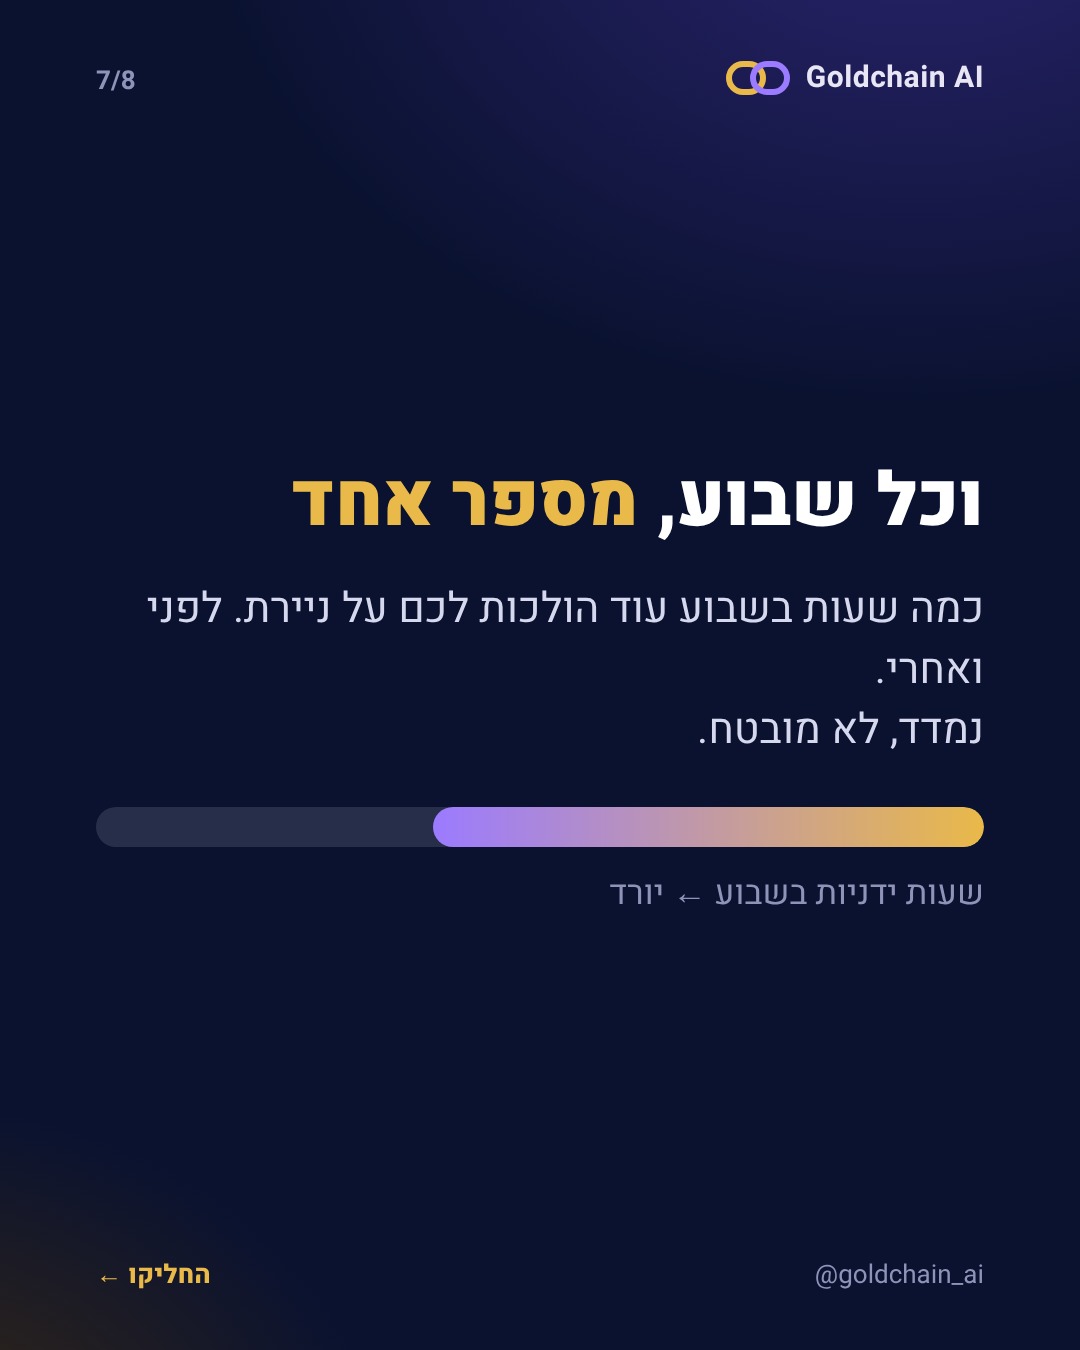 Goldchain AI
7/8
וכל שבוע, מספר אחד
כמה שעות בשבוע עוד הולכות לכם על ניירת. לפני
ואחרי.
נמדד, לא מובטח.
שעות ידניות בשבוע ← יורד
@goldchain_ai
החליקו ←